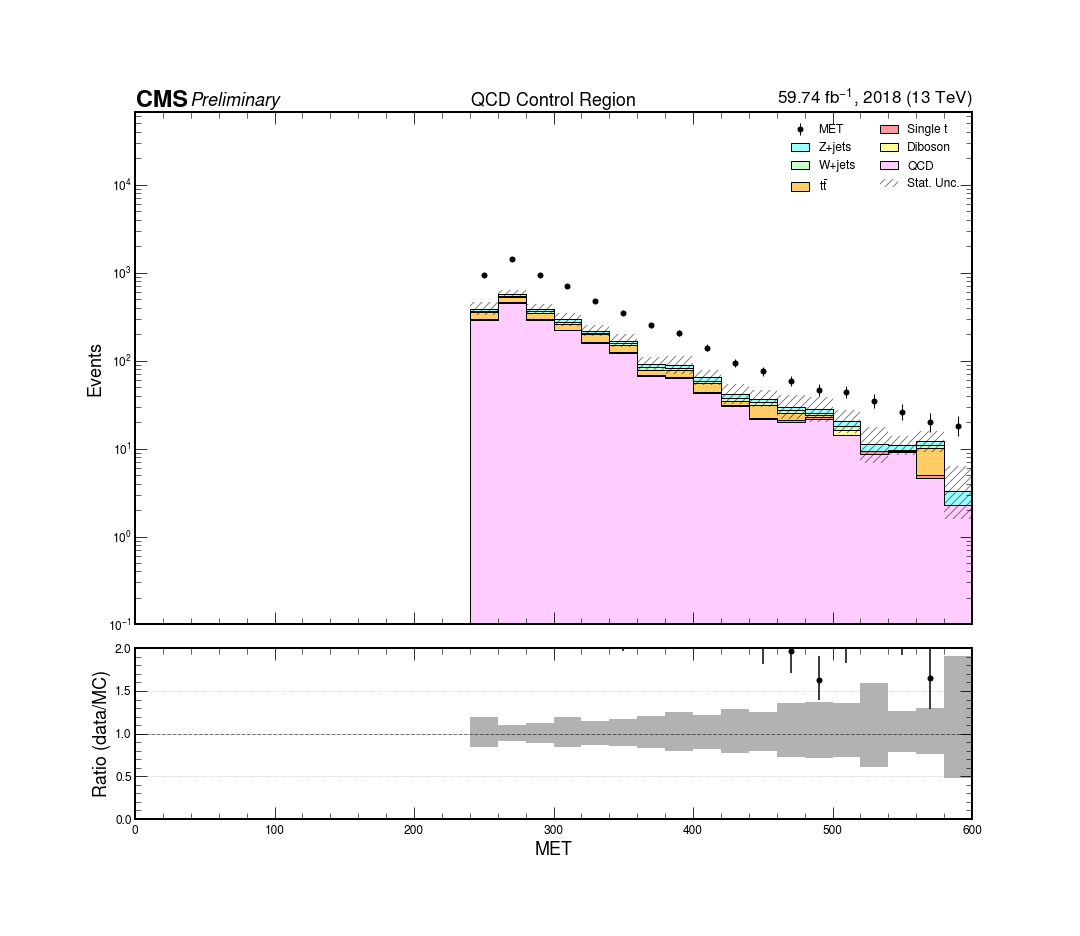 CMS Preliminary QCD Control Region 59.74 fb⁻¹, 2018 (13 TeV)
MET
Z+jets
W+jets
tt̄
Single t
Diboson
QCD
Stat. Unc.
Events
10⁴
10³
10²
10¹
10⁰
10⁻¹
Ratio (data/MC)
2.0
1.5
1.0
0.5
0.0
0 100 200 300 400 500 600
MET